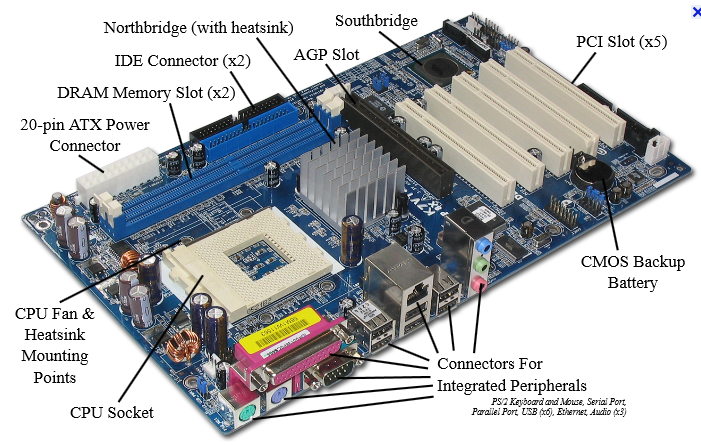 Northbridge (with heatsink)
Southbridge
IDE Connector (x2)
AGP Slot
PCI Slot (x5)
DRAM Memory Slot (x2)
20-pin ATX Power
Connector
CMOS Backup
Battery
CPU Fan &
Heatsink
Mounting
Points
CPU Socket
Connectors For
Integrated Peripherals
PS/2 Keyboard and Mouse, Serial Port,
Parallel Port, USB (x6), Ethernet, Audio (x3)